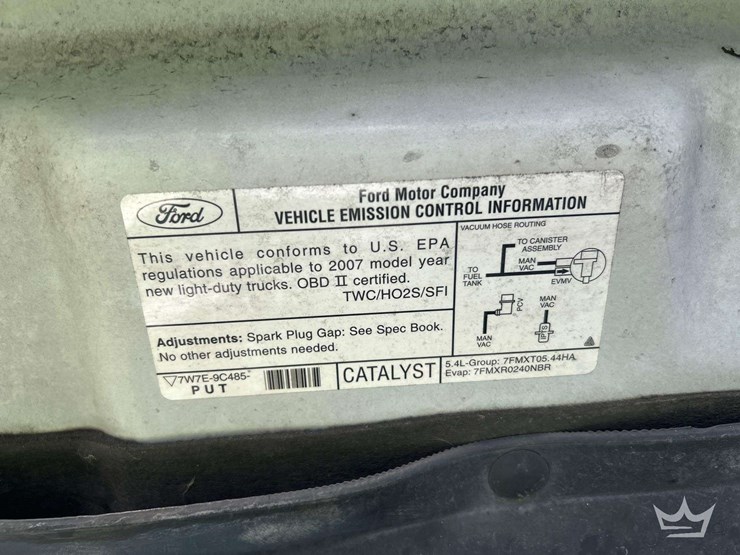 Ford
Ford Motor Company
VEHICLE EMISSION CONTROL INFORMATION
This vehicle conforms to U.S. EPA
regulations applicable to 2007 model year
new light-duty trucks. OBD II certified.
TWC/HO2S/SFI
Adjustments: Spark Plug Gap: See Spec Book.
No other adjustments needed.
VACUUM HOSE ROUTING
TO CANISTER
ASSEMBLY
MAN
VAC
TO
FUEL
TANK
EVMV
PCV
MAN
VAC
MAN
VAC
7W7E-9C485-
PUT
CATALYST
5.4L-Group: 7FMXT05.44HA
Evap: 7FMXR0240NBR